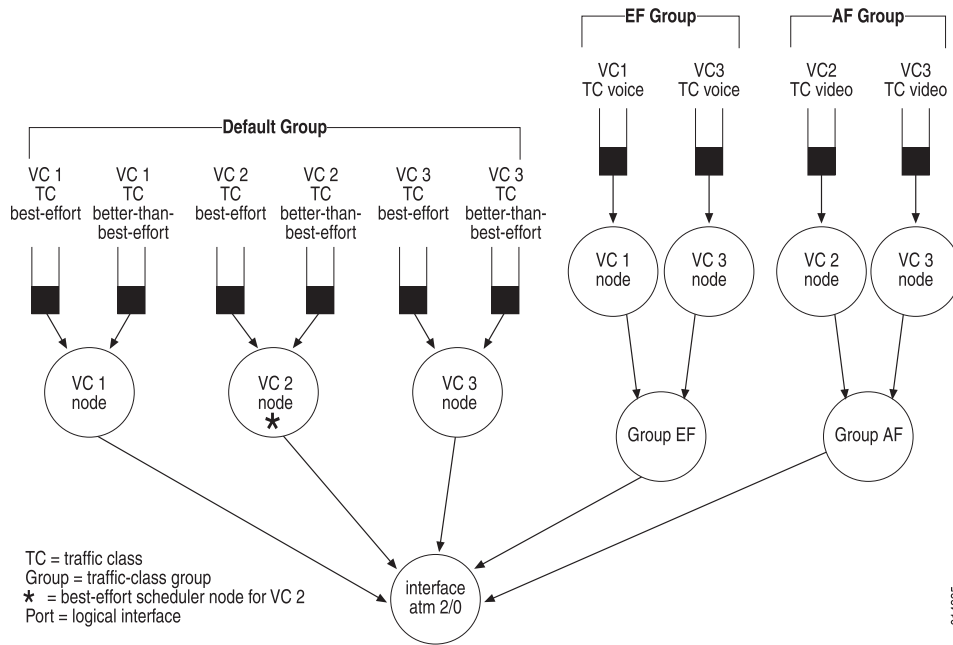 EF Group
AF Group
VC1
TC voice
VC3
TC voice
VC2
TC video
VC3
TC video
Default Group
VC 1
TC
best-effort
VC 1
TC
better-than-
best-effort
VC 2
TC
best-effort
VC 2
TC
better-than-
best-effort
VC 3
TC
best-effort
VC 3
TC
better-than-
best-effort
VC 1
node
VC 3
node
VC 2
node
VC 3
node
VC 1
node
VC 2
node
*
VC 3
node
Group EF
Group AF
interface
atm 2/0
TC = traffic class
Group = traffic-class group
* = best-effort scheduler node for VC 2
Port = logical interface